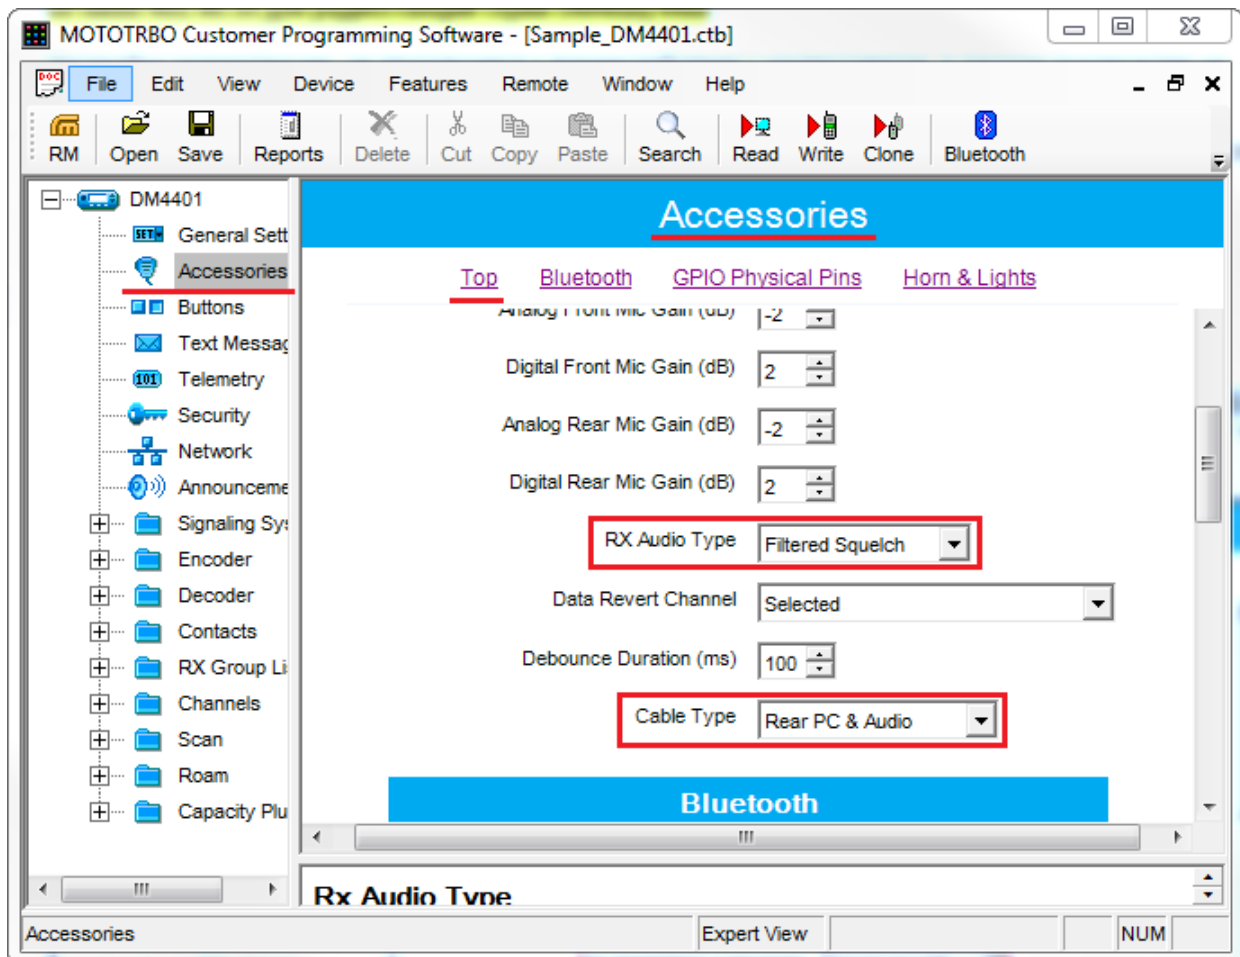 MOTOTRBO Customer Programming Software - [Sample_DM4401.ctb]
File Edit View Device Features Remote Window Help
RM Open Save Reports Delete Cut Copy Paste Search Read Write Clone Bluetooth
DM4401
General Sett
Accessories
Buttons
Text Messag
Telemetry
Security
Network
Announceme
Signaling Sys
Encoder
Decoder
Contacts
RX Group Li
Channels
Scan
Roam
Capacity Plu
Accessories
Top Bluetooth GPIO Physical Pins Horn & Lights
Analog Front Mic Gain (dB) -2
Digital Front Mic Gain (dB) 2
Analog Rear Mic Gain (dB) -2
Digital Rear Mic Gain (dB) 2
RX Audio Type Filtered Squelch
Data Revert Channel Selected
Debounce Duration (ms) 100
Cable Type Rear PC & Audio
Bluetooth
Rx Audio Type
Accessories Expert View NUM